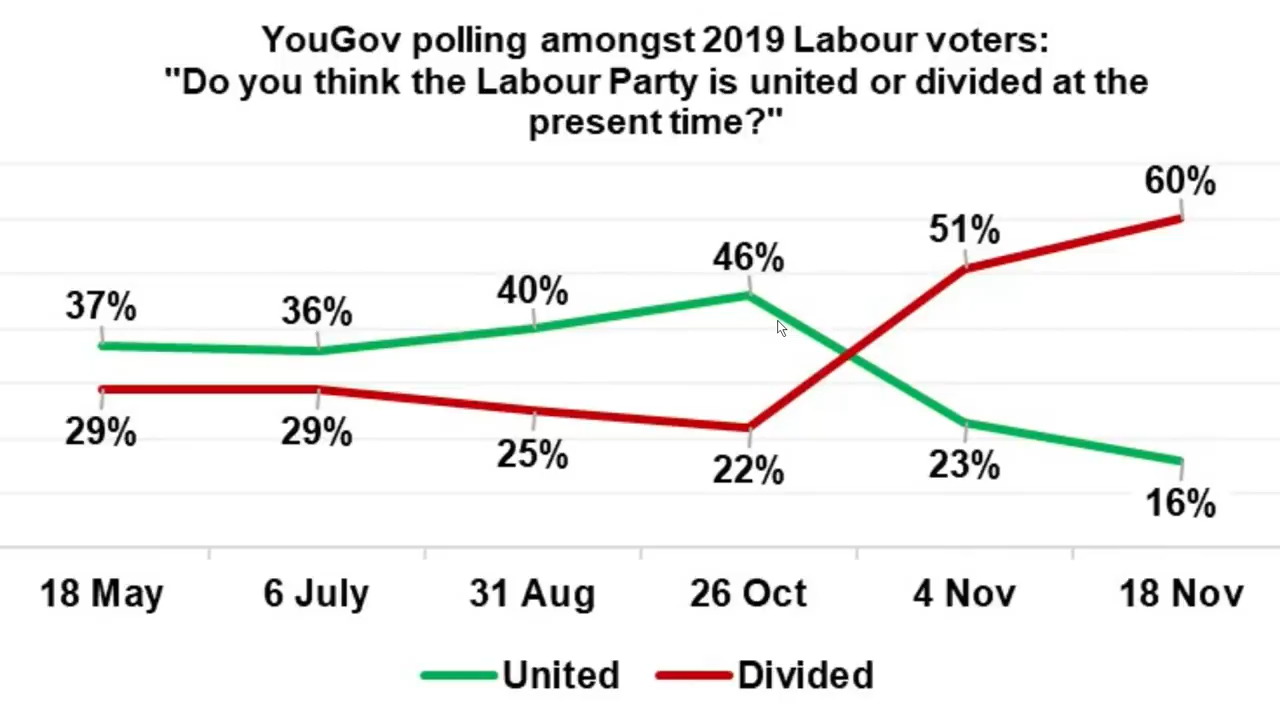 YouGov polling amongst 2019 Labour voters:
"Do you think the Labour Party is united or divided at the
present time?"
60%
51%
46%
40%
37%
36%
29%
29%
25%
22%
23%
16%
18 May
6 July
31 Aug
26 Oct
4 Nov
18 Nov
United
Divided